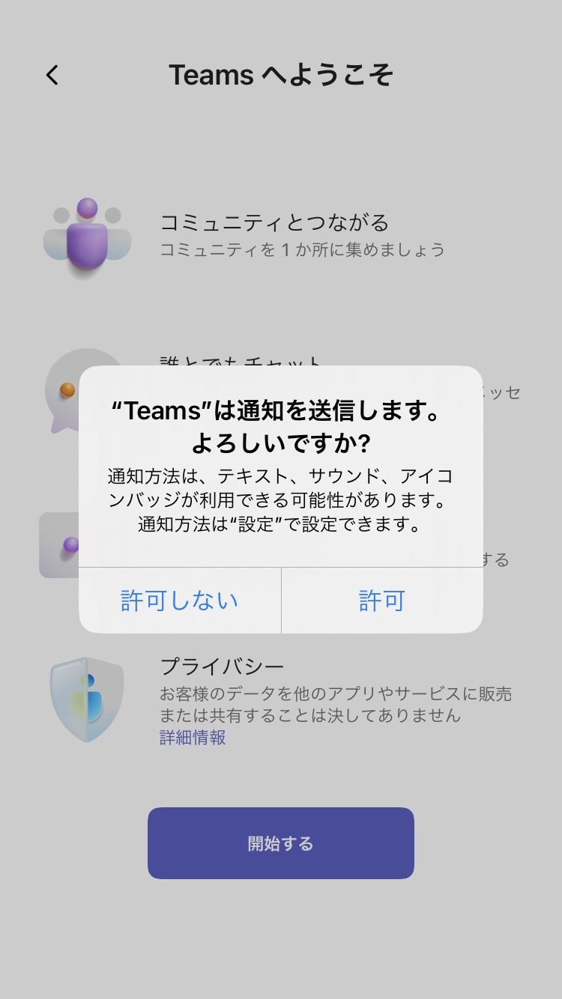 Teams へようこそ
コミュニティとつながる
コミュニティを 1 か所に集めましょう
誰とでもチャット
ッセ
“Teams”は通知を送信します。
よろしいですか?
通知方法は、テキスト、サウンド、アイコ
ンバッジが利用できる可能性があります。
通知方法は“設定”で設定できます。
する
許可しない
許可
プライバシー
お客様のデータを他のアプリやサービスに販売
または共有することは決してありません
詳細情報
開始する